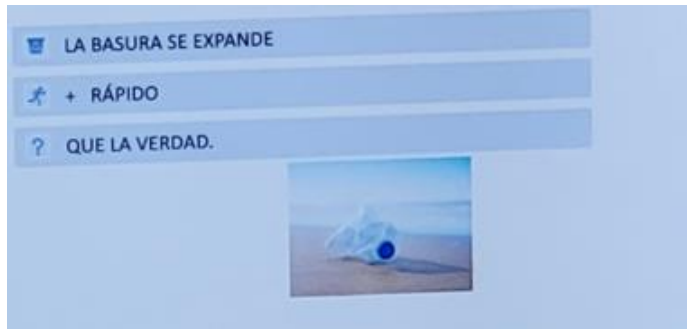 LA BASURA SE EXPANDE
+ RÁPIDO
QUE LA VERDAD.